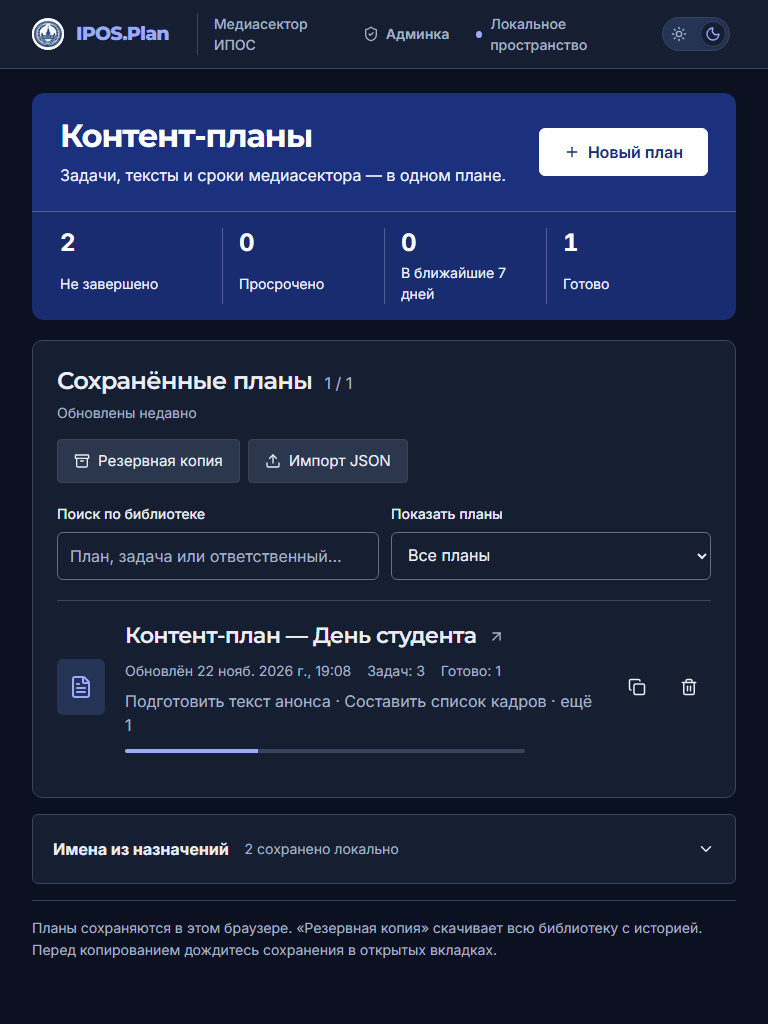 IPOS.Plan
Медиасектор
ИПОС
Админка
Локальное
пространство
Контент-планы
Задачи, тексты и сроки медиасектора — в одном плане.
+ Новый план
2
Не завершено
0
Просрочено
0
В ближайшие 7
дней
1
Готово
Сохранённые планы 1 / 1
Обновлены недавно
Резервная копия
Импорт JSON
Поиск по библиотеке
План, задача или ответственный...
Показать планы
Все планы
Контент-план — День студента
Обновлён 22 нояб. 2026 г., 19:08 Задач: 3 Готово: 1
Подготовить текст анонса · Составить список кадров · ещё
1
Имена из назначений 2 сохранено локально
Планы сохраняются в этом браузере. «Резервная копия» скачивает всю библиотеку с историей.
Перед копированием дождитесь сохранения в открытых вкладках.